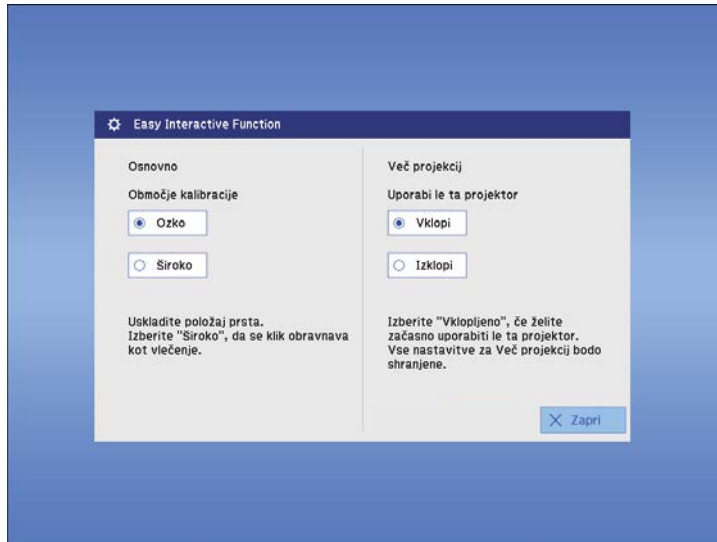 Easy Interactive Function
Osnovno
Območje kalibracije
Ozko
Široko
Uskladite položaj prsta.
Izberite "Široko", da se klik obravnava
kot vlečenje.
Več projekcij
Uporabi le ta projektor
Vklopi
Izklopi
Izberite "Vklopljeno", če želite
začasno uporabiti le ta projektor.
Vse nastavitve za Več projekcij bodo
shranjene.
Zapri